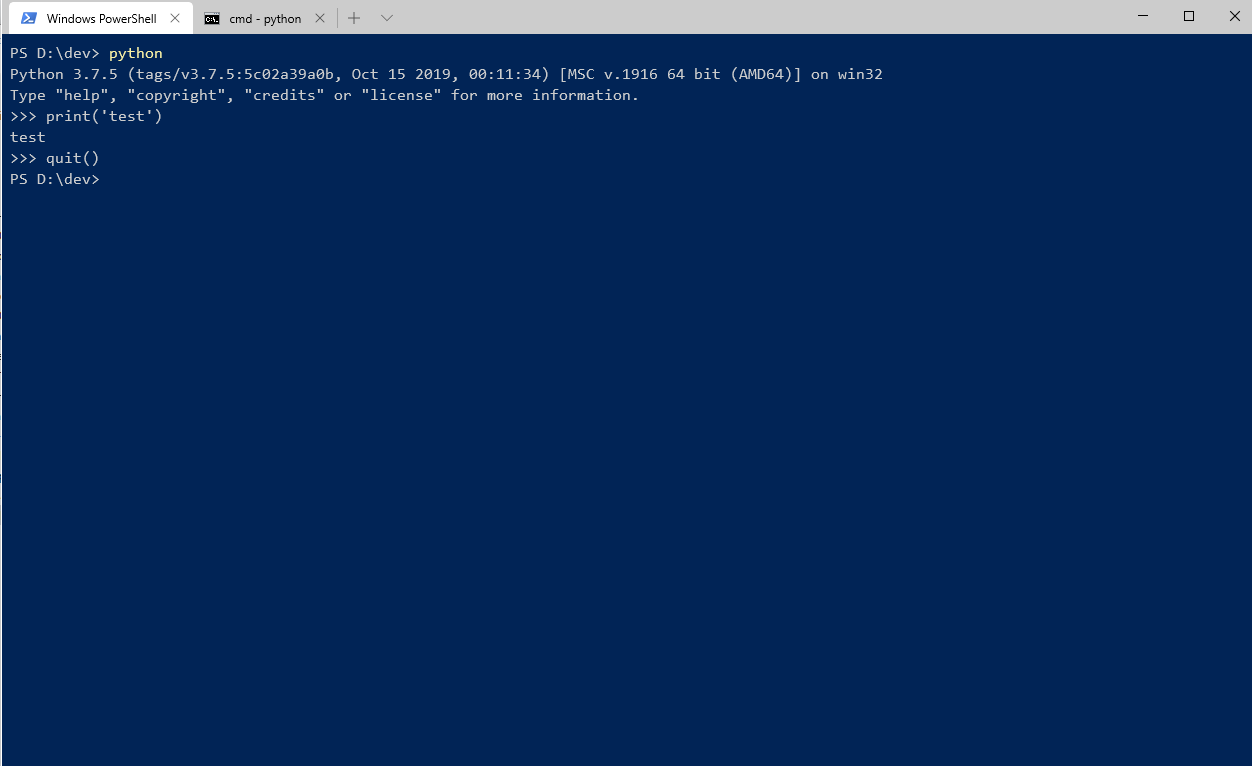 Windows PowerShell
cmd - python
PS D:\dev> python
Python 3.7.5 (tags/v3.7.5:5c02a39a0b, Oct 15 2019, 00:11:34) [MSC v.1916 64 bit (AMD64)] on win32
Type "help", "copyright", "credits" or "license" for more information.
>>> print('test')
test
>>> quit()
PS D:\dev>